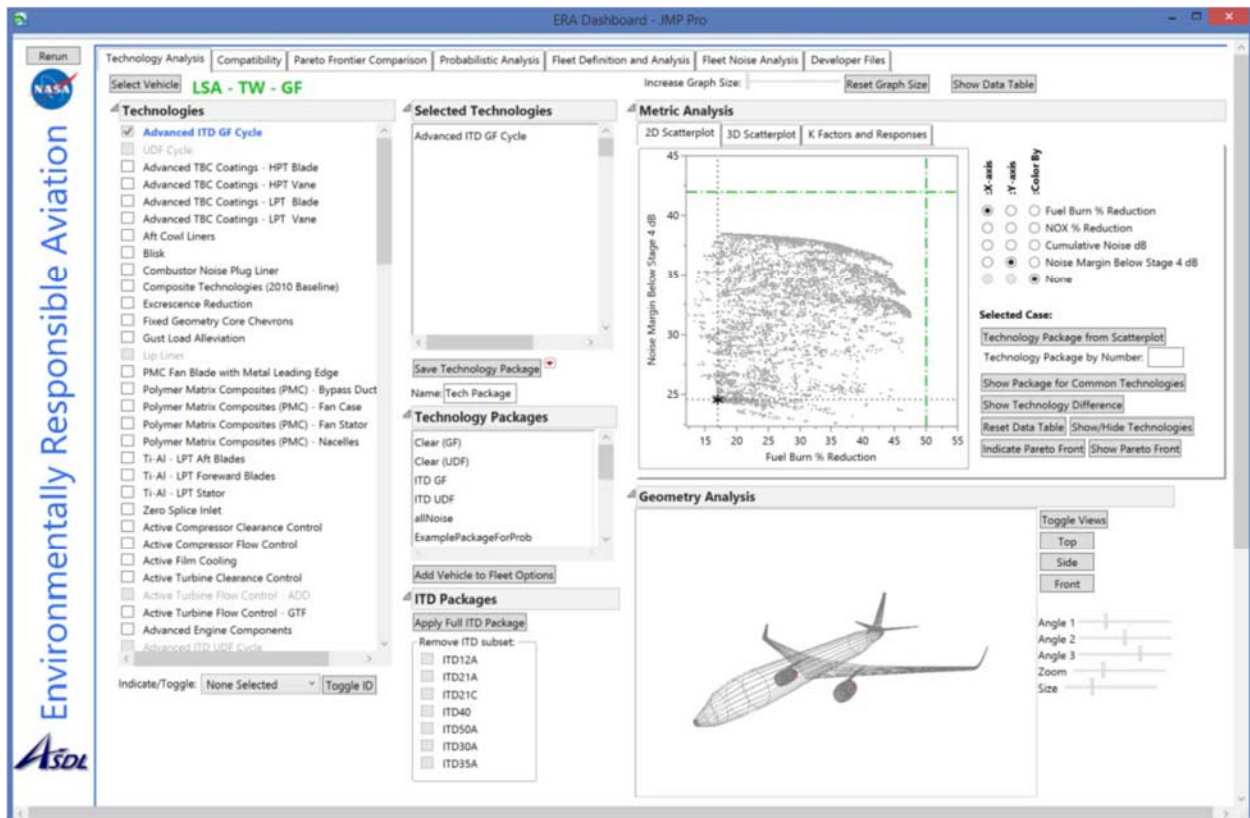 ERA Dashboard - JMP Pro
Rerun
NASA
Environmentally Responsible Aviation
ASDL
Technology Analysis
Compatibility
Pareto Frontier Comparison
Probabilistic Analysis
Fleet Definition and Analysis
Fleet Noise Analysis
Developer Files
Select Vehicle
LSA - TW - GF
Increase Graph Size:
Reset Graph Size
Show Data Table
Technologies
Advanced ITD GF Cycle
UDF Cycle
Advanced TBC Coatings - HPT Blade
Advanced TBC Coatings - HPT Vane
Advanced TBC Coatings - LPT Blade
Advanced TBC Coatings - LPT Vane
Aft Cowl Liners
Blisk
Combustor Noise Plug Liner
Composite Technologies (2010 Baseline)
Excrescence Reduction
Fixed Geometry Core Chevrons
Gust Load Alleviation
Lip Liner
PMC Fan Blade with Metal Leading Edge
Polymer Matrix Composites (PMC) - Bypass Duct
Polymer Matrix Composites (PMC) - Fan Case
Polymer Matrix Composites (PMC) - Fan Stator
Polymer Matrix Composites (PMC) - Nacelles
Ti-Al - LPT Aft Blades
Ti-Al - LPT Foreward Blades
Ti-Al - LPT Stator
Zero Splice Inlet
Active Compressor Clearance Control
Active Compressor Flow Control
Active Film Cooling
Active Turbine Clearance Control
Active Turbine Flow Control - ADD
Active Turbine Flow Control - GTF
Advanced Engine Components
Advanced ITD UDF Cycle
Indicate/Toggle:
None Selected
Toggle ID
Selected Technologies
Advanced ITD GF Cycle
Save Technology Package
Name: Tech Package
Technology Packages
Clear (GF)
Clear (UDF)
ITD GF
ITD UDF
allNoise
ExamplePackageForProb
Add Vehicle to Fleet Options
ITD Packages
Apply Full ITD Package
Remove ITD subset:
ITD12A
ITD21A
ITD21C
ITD40
ITD50A
ITD30A
ITD35A
Metric Analysis
2D Scatterplot
3D Scatterplot
K Factors and Responses
Noise Margin Below Stage 4 dB
45
40
35
30
25
15 20 25 30 35 40 45 50 55
Fuel Burn % Reduction
:X-axis
:Y-axis
:Color By
Fuel Burn % Reduction
NOX % Reduction
Cumulative Noise dB
Noise Margin Below Stage 4 dB
None
Selected Case:
Technology Package from Scatterplot
Technology Package by Number:
Show Package for Common Technologies
Show Technology Difference
Reset Data Table
Show/Hide Technologies
Indicate Pareto Front
Show Pareto Front
Geometry Analysis
Toggle Views
Top
Side
Front
Angle 1
Angle 2
Angle 3
Zoom
Size